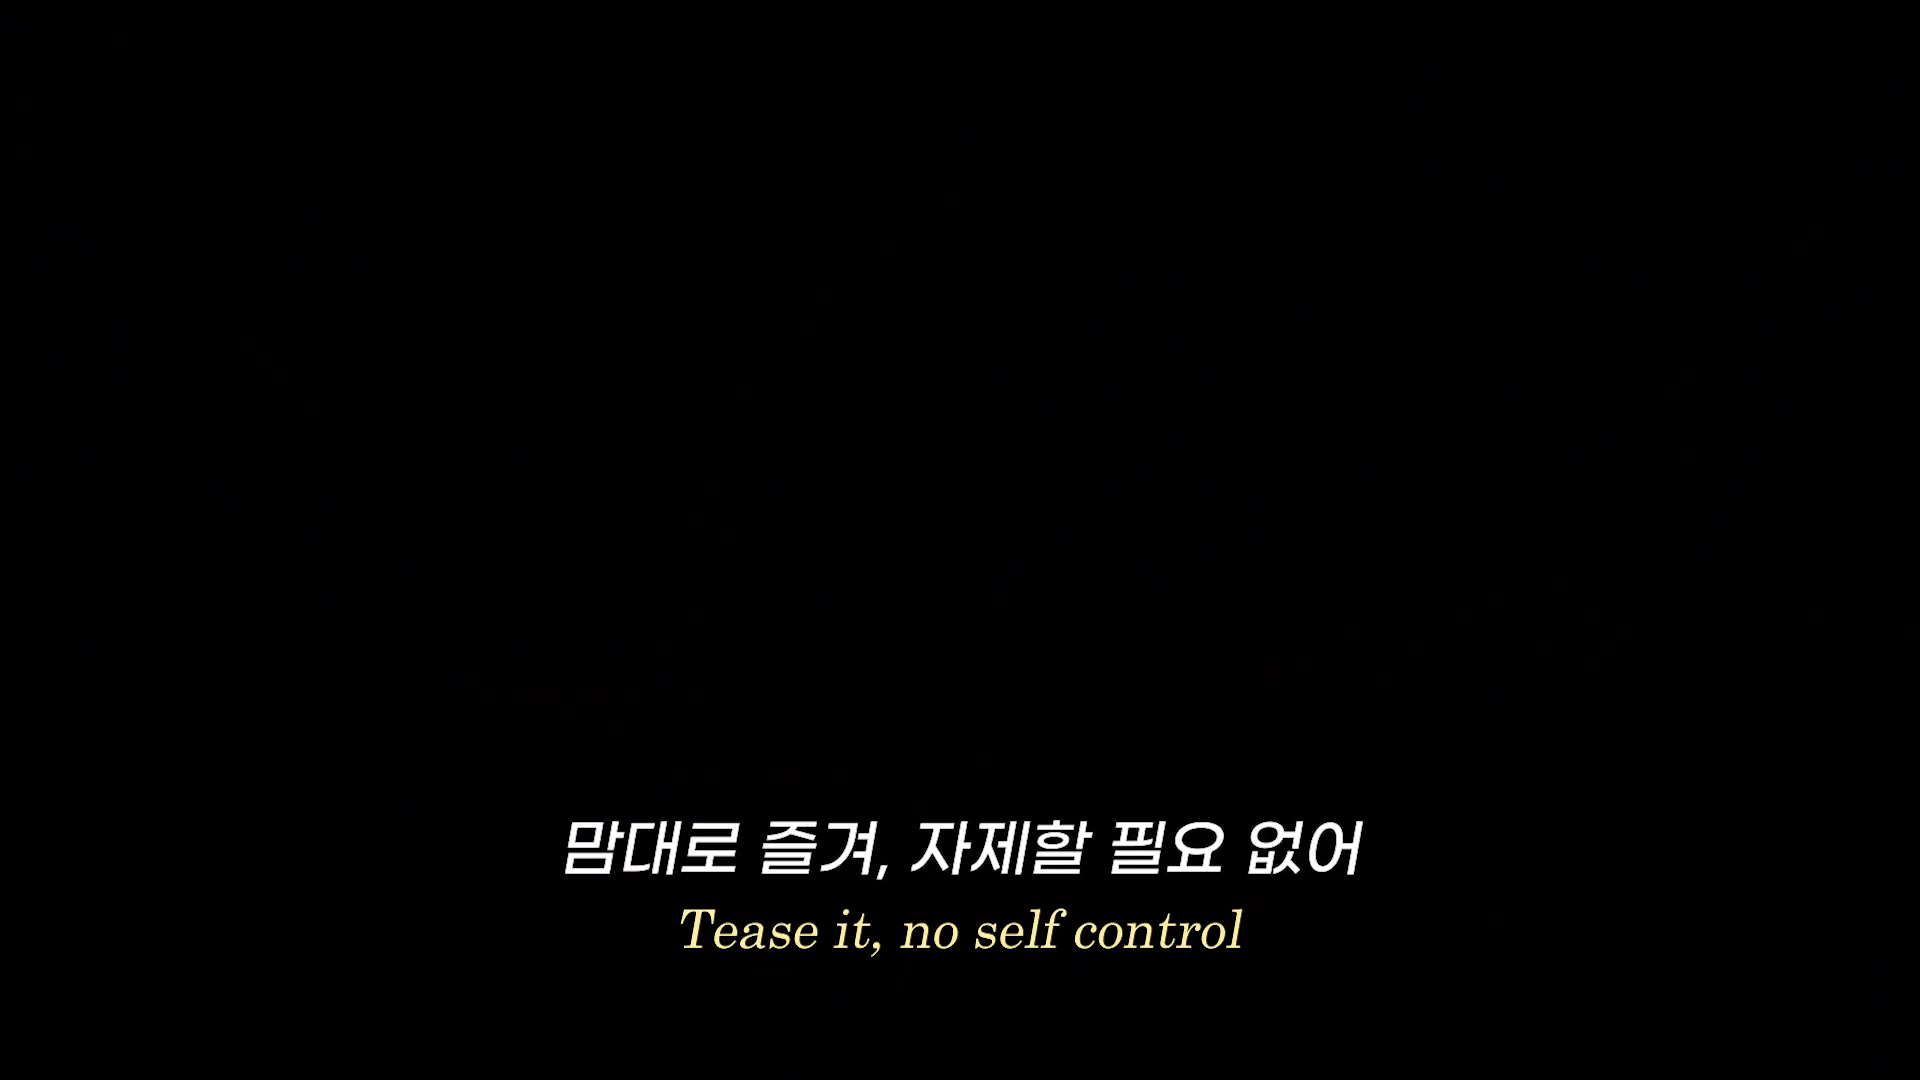 맘대로 즐겨, 자제할 필요 없어
Tease it, no self control